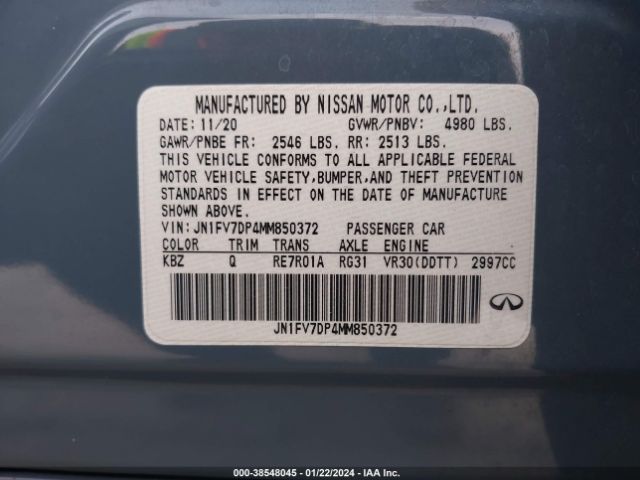 MANUFACTURED BY NISSAN MOTOR CO.,LTD.
DATE: 11/20 GVWR/PNBV: 4980 LBS.
GAWR/PNBE FR: 2546 LBS. RR: 2513 LBS.
THIS VEHICLE CONFORMS TO ALL APPLICABLE FEDERAL
MOTOR VEHICLE SAFETY,BUMPER,AND THEFT PREVENTION
STANDARDS IN EFFECT ON THE DATE OF MANUFACTURE
SHOWN ABOVE.
VIN: JN1FV7DP4MM850372 PASSENGER CAR
COLOR TRIM TRANS AXLE ENGINE
KBZ Q RE7R01A RG31 VR30(DDTT) 2997CC
JN1FV7DP4MM850372
000-38548045 - 01/22/2024 - IAA Inc.